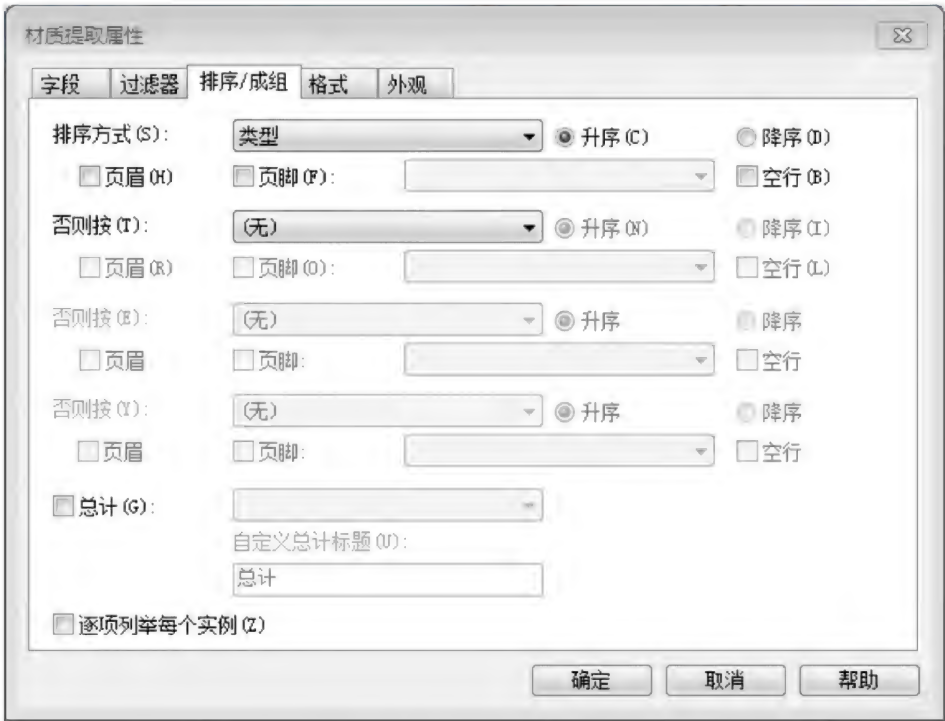 材质提取属性
字段 过滤器 排序/成组 格式 外观
排序方式(S): 类型 升序(C) 降序(D)
页眉(H) 页脚(F): 空行(B)
否则按(T): (无) 升序(N) 降序(I)
页眉(R) 页脚(O): 空行(L)
否则按(E): (无) 升序 降序
页眉 页脚: 空行
否则按(Y): (无) 升序 降序
页眉 页脚: 空行
总计(G):
自定义总计标题(U):
总计
逐项列举每个实例(Z)
确定 取消 帮助